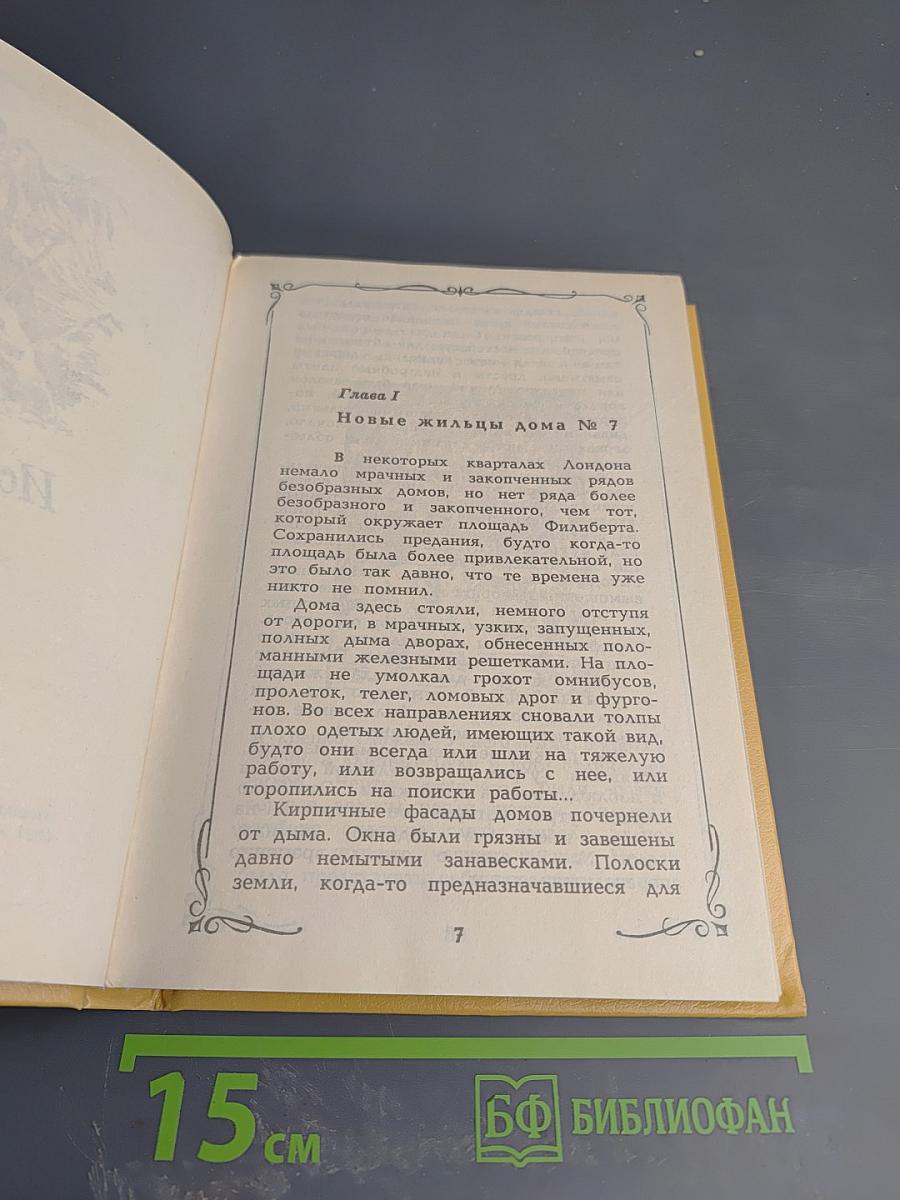 Глава I
Новые жильцы дома № 7
В некоторых кварталах Лондона
немало мрачных и закопченных рядов
безобразных домов, но нет ряда более
безобразного и закопченного, чем тот,
который окружает площадь Филиберта.
Сохранились предания, будто когда-то
площадь была более привлекательной, но
это было так давно, что те времена уже
никто не помнил.
Дома здесь стояли, немного отступя
от дороги, в мрачных, узких, запущенных,
полных дыма дворах, обнесенных поло-
манными железными решетками. На пло-
щади не умолкал грохот омнибусов,
пролеток, телег, ломовых дрог и фурго-
нов. Во всех направлениях сновали толпы
плохо одетых людей, имеющих такой вид,
будто они всегда или шли на тяжелую
работу, или возвращались с нее, или
торопились на поиски работы...
Кирпичные фасады домов почернели
от дыма. Окна были грязны и завешены
давно немытыми занавесками. Полоски
земли, когда-то предназначавшиеся для
7
15 см
БФ БИБЛИОФАН